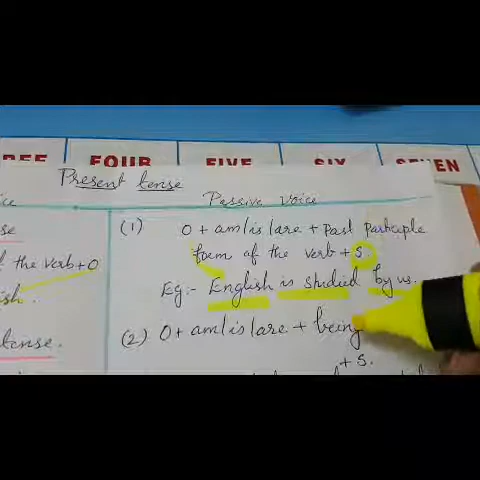 FOUR FIVE SIX SEVEN
Present tense
Passive Voice
(1) O + am/is/are + past participle
form of the verb + S.
Eg:- English is studied by us.
(2) O + am/is/are + being
+ S.
the verb + O
tense.